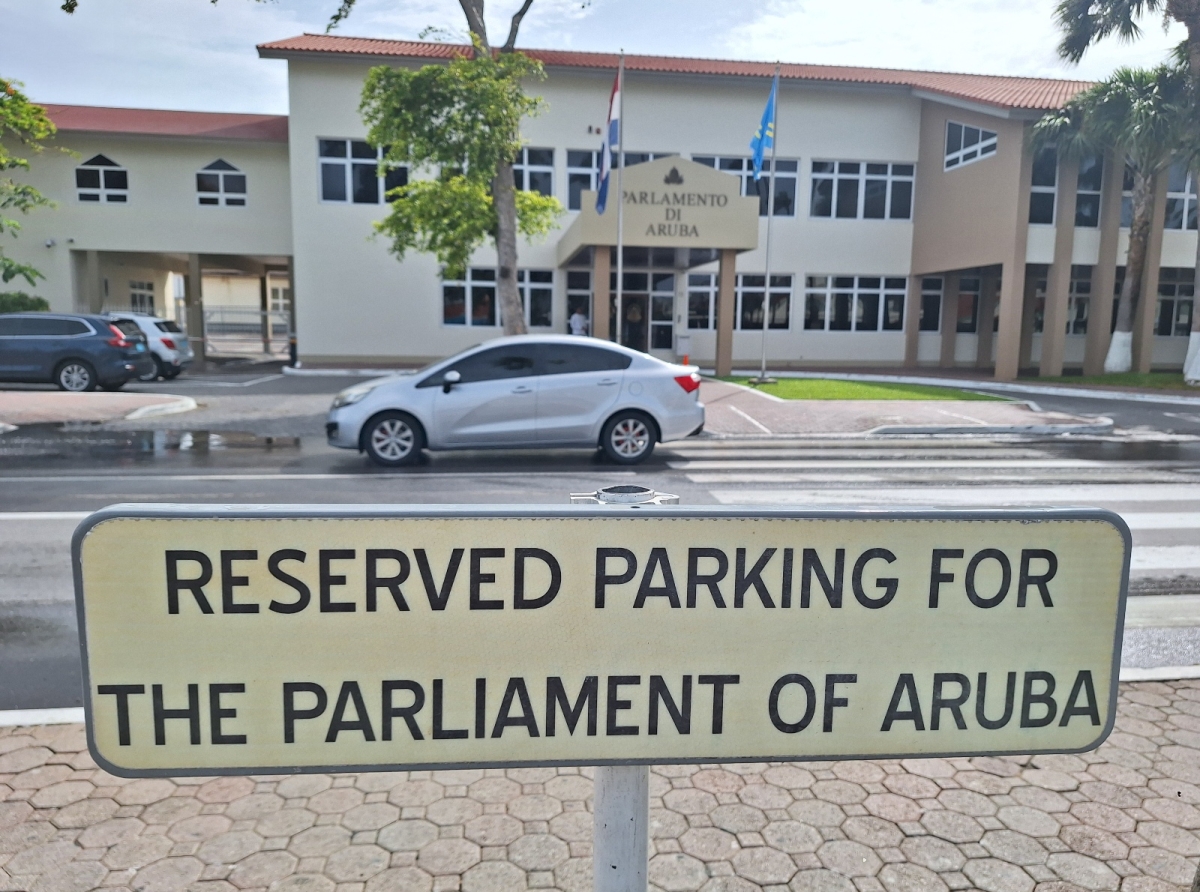 PARLAMENTO
DI
ARUBA
RESERVED PARKING FOR
THE PARLIAMENT OF ARUBA